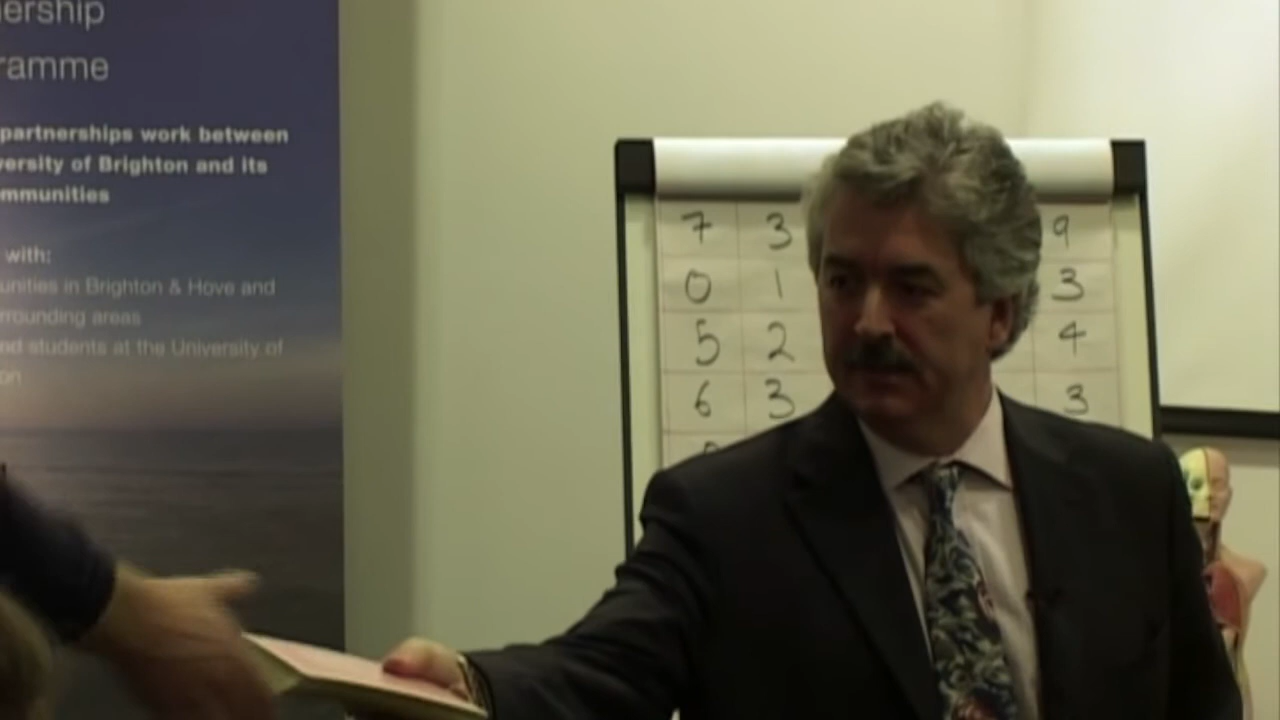 ership
ramme
partnerships work between
versity of Brighton and its
mmunities
with:
unities in Brighton & Hove and
rrounding areas
nd students at the University of
on
7 3 9
0 1 3
5 2 4
6 3 3